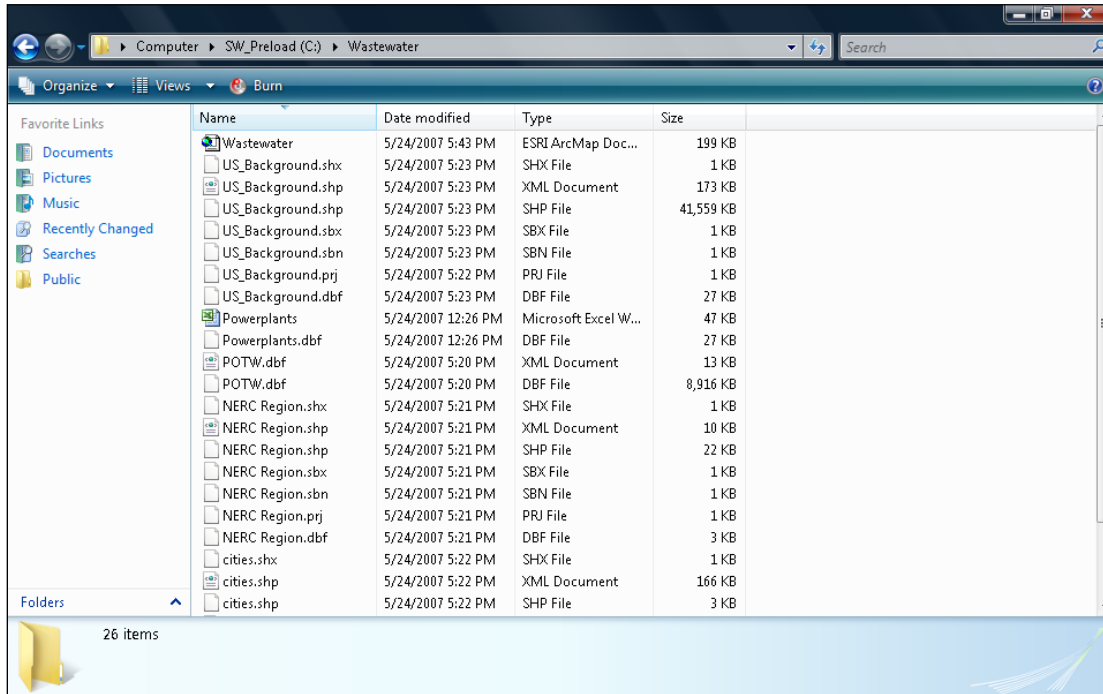 Computer ▸ SW_Preload (C:) ▸ Wastewater
Search
Organize Views Burn
Favorite Links
Documents
Pictures
Music
Recently Changed
Searches
Public
Folders
Name Date modified Type Size
Wastewater 5/24/2007 5:43 PM ESRI ArcMap Doc... 199 KB
US_Background.shx 5/24/2007 5:23 PM SHX File 1 KB
US_Background.shp 5/24/2007 5:23 PM XML Document 173 KB
US_Background.shp 5/24/2007 5:23 PM SHP File 41,559 KB
US_Background.sbx 5/24/2007 5:23 PM SBX File 1 KB
US_Background.sbn 5/24/2007 5:23 PM SBN File 1 KB
US_Background.prj 5/24/2007 5:22 PM PRJ File 1 KB
US_Background.dbf 5/24/2007 5:23 PM DBF File 27 KB
Powerplants 5/24/2007 12:26 PM Microsoft Excel W... 47 KB
Powerplants.dbf 5/24/2007 12:26 PM DBF File 27 KB
POTW.dbf 5/24/2007 5:20 PM XML Document 13 KB
POTW.dbf 5/24/2007 5:20 PM DBF File 8,916 KB
NERC Region.shx 5/24/2007 5:21 PM SHX File 1 KB
NERC Region.shp 5/24/2007 5:21 PM XML Document 10 KB
NERC Region.shp 5/24/2007 5:21 PM SHP File 22 KB
NERC Region.sbx 5/24/2007 5:21 PM SBX File 1 KB
NERC Region.sbn 5/24/2007 5:21 PM SBN File 1 KB
NERC Region.prj 5/24/2007 5:21 PM PRJ File 1 KB
NERC Region.dbf 5/24/2007 5:21 PM DBF File 3 KB
cities.shx 5/24/2007 5:22 PM SHX File 1 KB
cities.shp 5/24/2007 5:22 PM XML Document 166 KB
cities.shp 5/24/2007 5:22 PM SHP File 3 KB
26 items